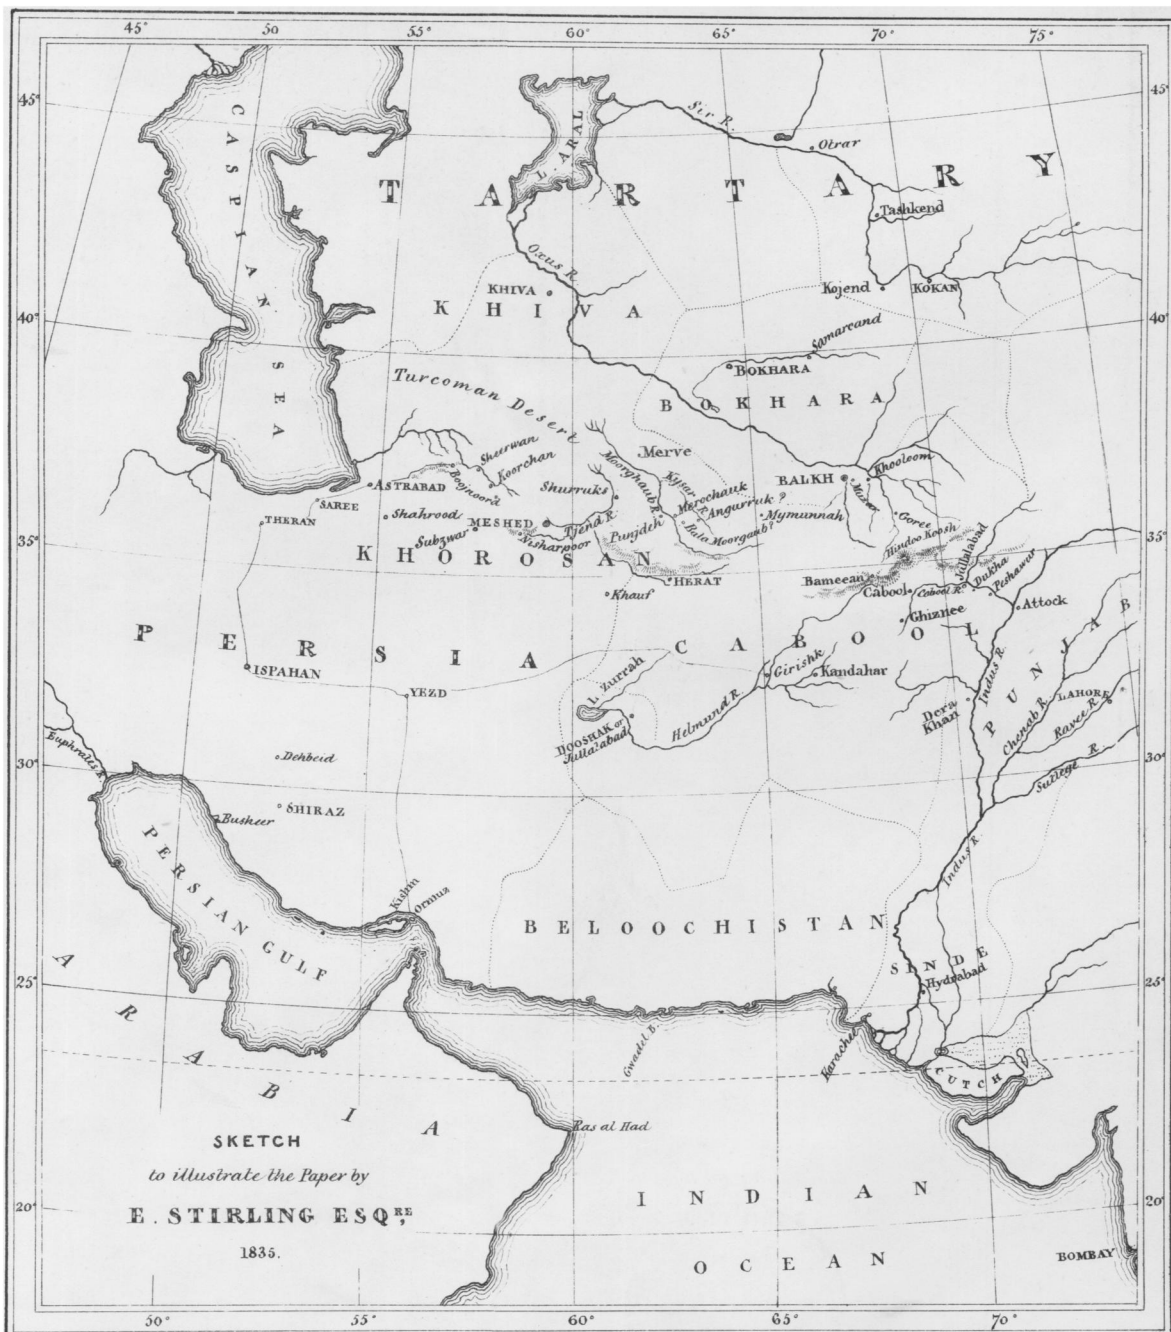 45°
50
55°
60°
65°
70°
75°
45°
45°
CASPIAN SEA
L. ARAL
Sir R.
Otrar
TARTARY
Tashkend
Oxus R.
KHIVA
KHIVA
Kojend
KOKAN
40°
40°
Samarcand
BOKHARA
BOKHARA
Turcoman Desert
Merve
Sheerwan
Koorchan
Boojnoord
ASTRABAD
SAREE
Shahrood
THERAN
Subzwar
MESHED
Nisharpoor
Shurruks
Tjend R.
Moorghaub R.
Punjdeh
Merochauk
Angurruk ?
Mymunnah
Bala Moorgaub?
BALKH
Khooloom
Goree
Hindoo Koosh
35°
35°
KHOROSAN
HERAT
Khauf
Bameean
Cabool
Cabool R.
Jullalabad
Dukha
Peshawur
Attock
Ghiznee
PERSIA
CABOOL
PUNJAB
ISPAHAN
YEZD
L. Zurrah
Girishk
Kandahar
Helmund R.
DOOSHAK or
Jullalabad
Dera
Khan
Indus R.
Chenab R.
LAHORE
Ravee R.
Sutlege R
Euphrates R.
Dehbeid
30°
30°
SHIRAZ
Busheer
PERSIAN GULF
Kishm
Ormuz
Indus R.
BELOOCHISTAN
SINDE
Hydrabad
25°
25°
ARABIA
Gwadel B.
Karachee
CUTCH
Ras al Had
SKETCH
to illustrate the Paper by
E. STIRLING ESQRE,
1835.
20°
20°
INDIAN
OCEAN
BOMBAY
50°
55°
60°
65°
70°